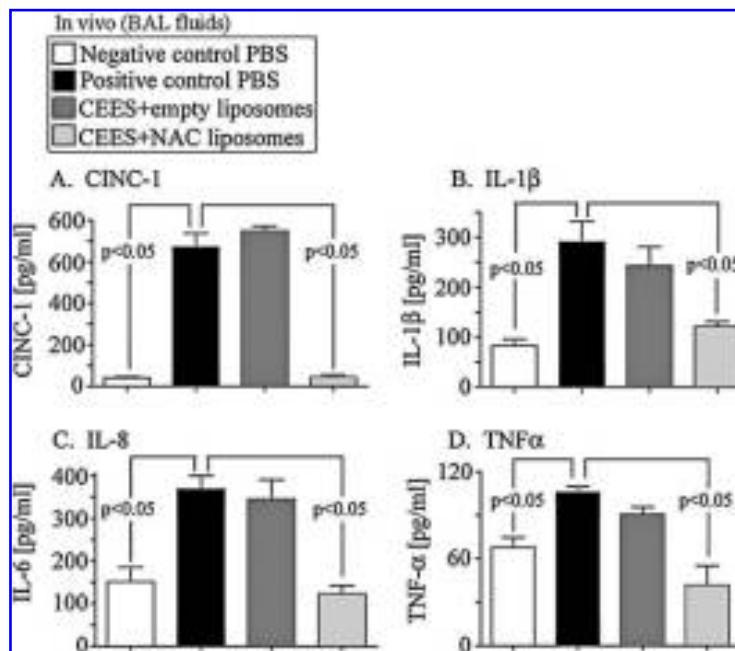 In vivo (BAL fluids)
Negative control PBS
Positive control PBS
CEES+empty liposomes
CEES+NAC liposomes
A. CINC-1
CINC-1 [pg/ml]
600
600
400
200
0
p<0.05
p<0.05
B. IL-1β
IL-1β [pg/ml]
300
200
100
0
p<0.05
p<0.05
C. IL-8
IL-6 [pg/ml]
400
300
150
100
0
p<0.05
p<0.05
D. TNFα
TNF-α [pg/ml]
120
60
0
p<0.05
p<0.05